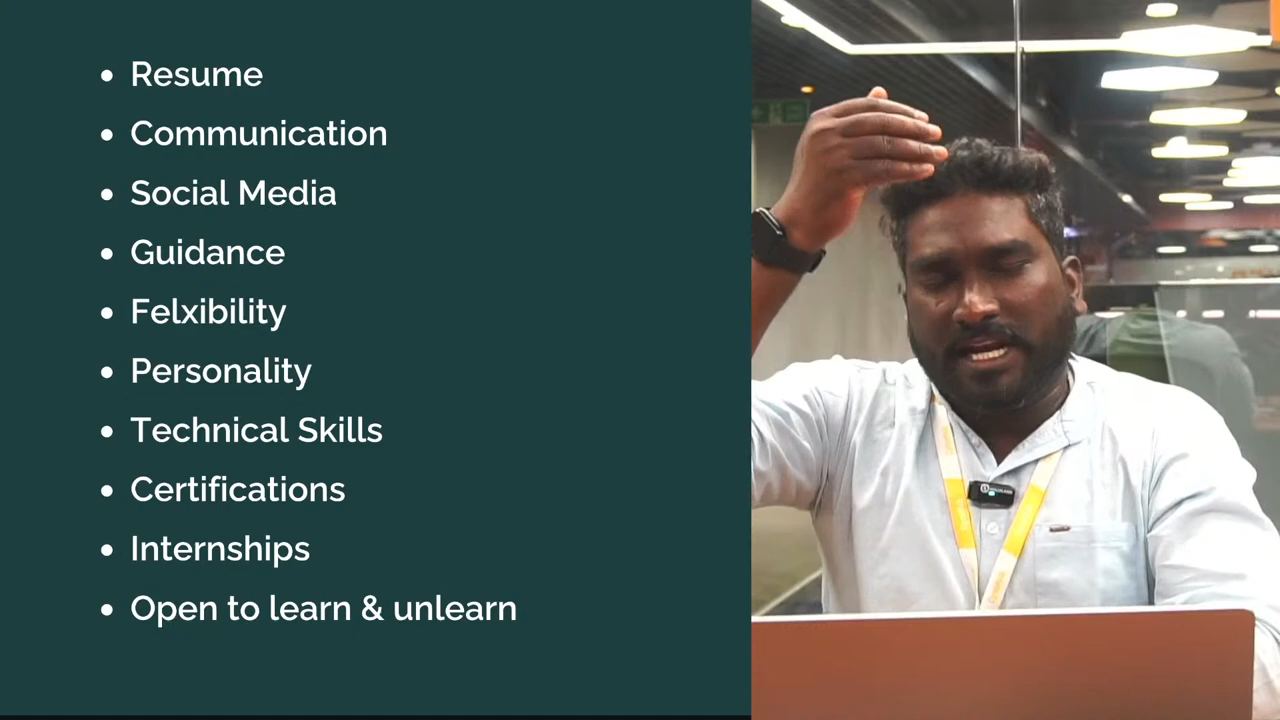 Resume
Communication
Social Media
Guidance
Felxibility
Personality
Technical Skills
Certifications
Internships
Open to learn & unlearn